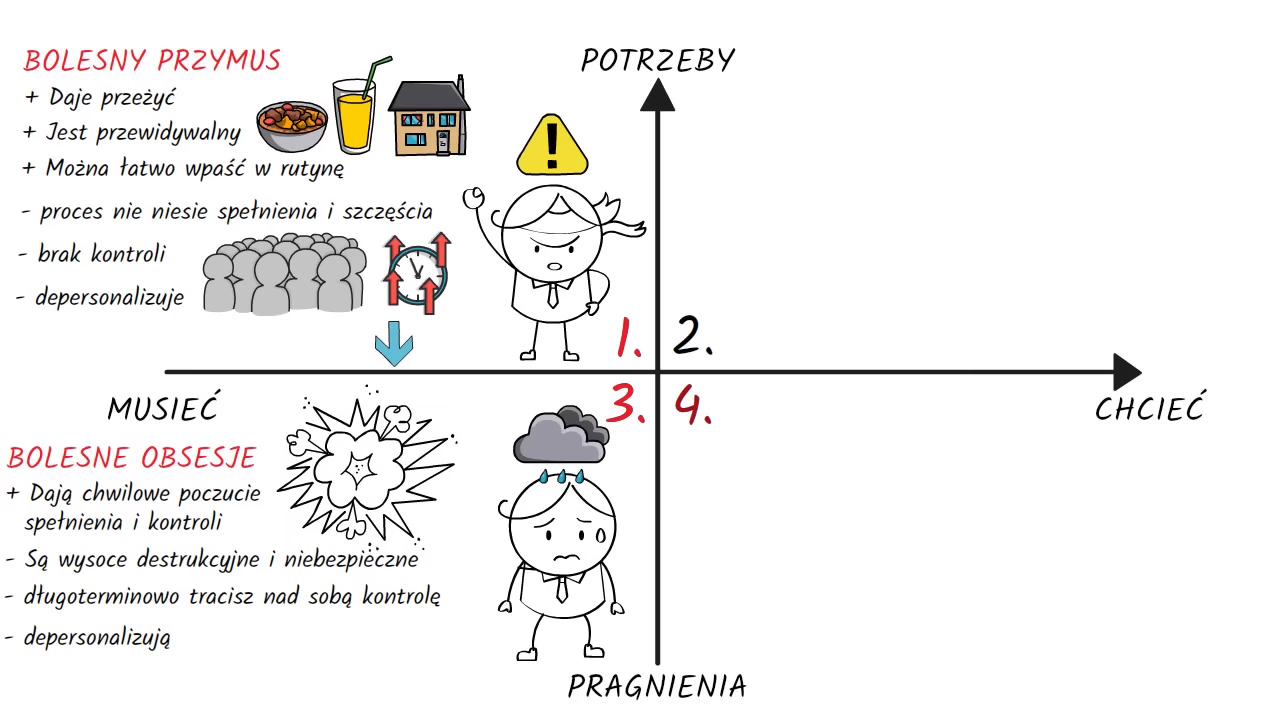 BOLESNY PRZYMUS
+ Daje przeżyć
+ Jest przewidywalny
+ Można łatwo wpaść w rutynę
- proces nie niesie spełnienia i szczęścia
- brak kontroli
- depersonalizuje
POTRZEBY
!
1. 2.
3. 4.
MUSIEĆ
CHCIEĆ
BOLESNE OBSESJE
+ Dają chwilowe poczucie
spełnienia i kontroli
- Są wysoce destrukcyjne i niebezpieczne
- długoterminowo tracisz nad sobą kontrolę
- depersonalizują
PRAGNIENIA